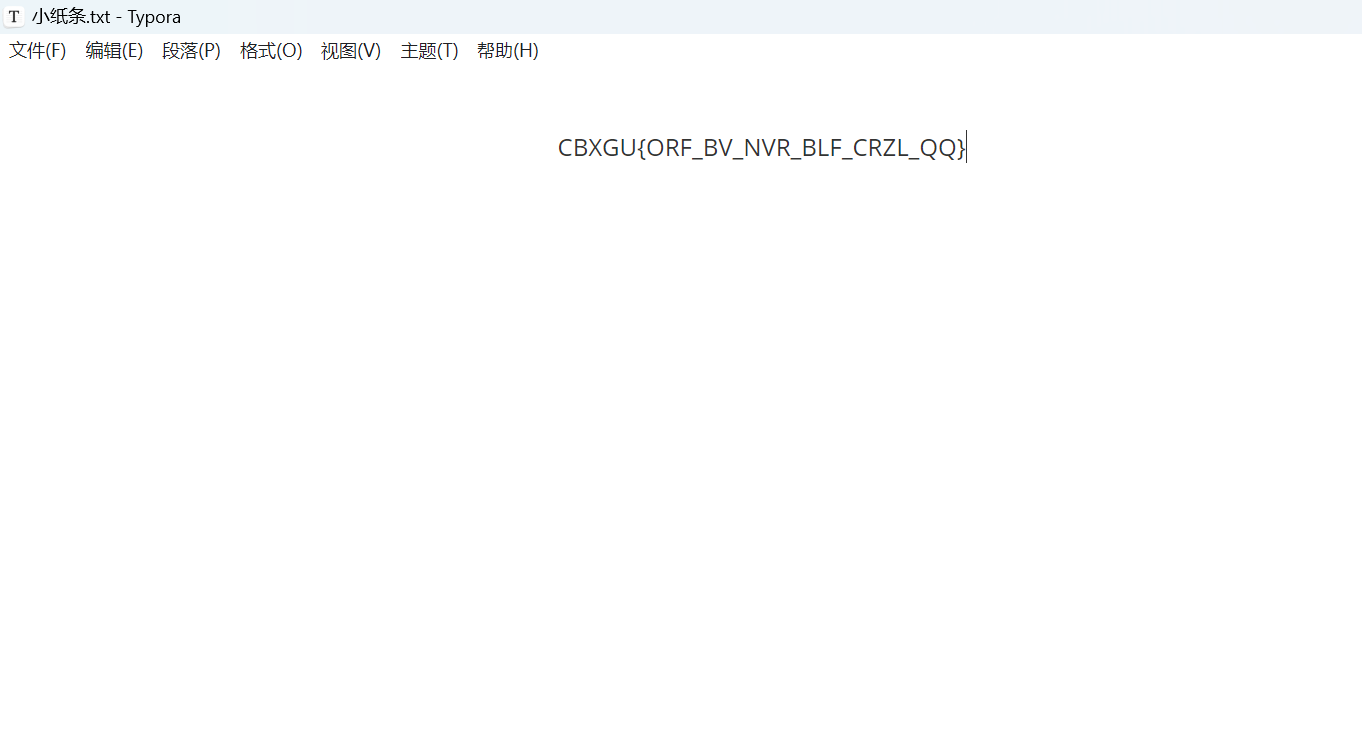 小纸条.txt - Typora
文件(F) 编辑(E) 段落(P) 格式(O) 视图(V) 主题(T) 帮助(H)
CBXGU{ORF_BV_NVR_BLF_CRZL_QQ}